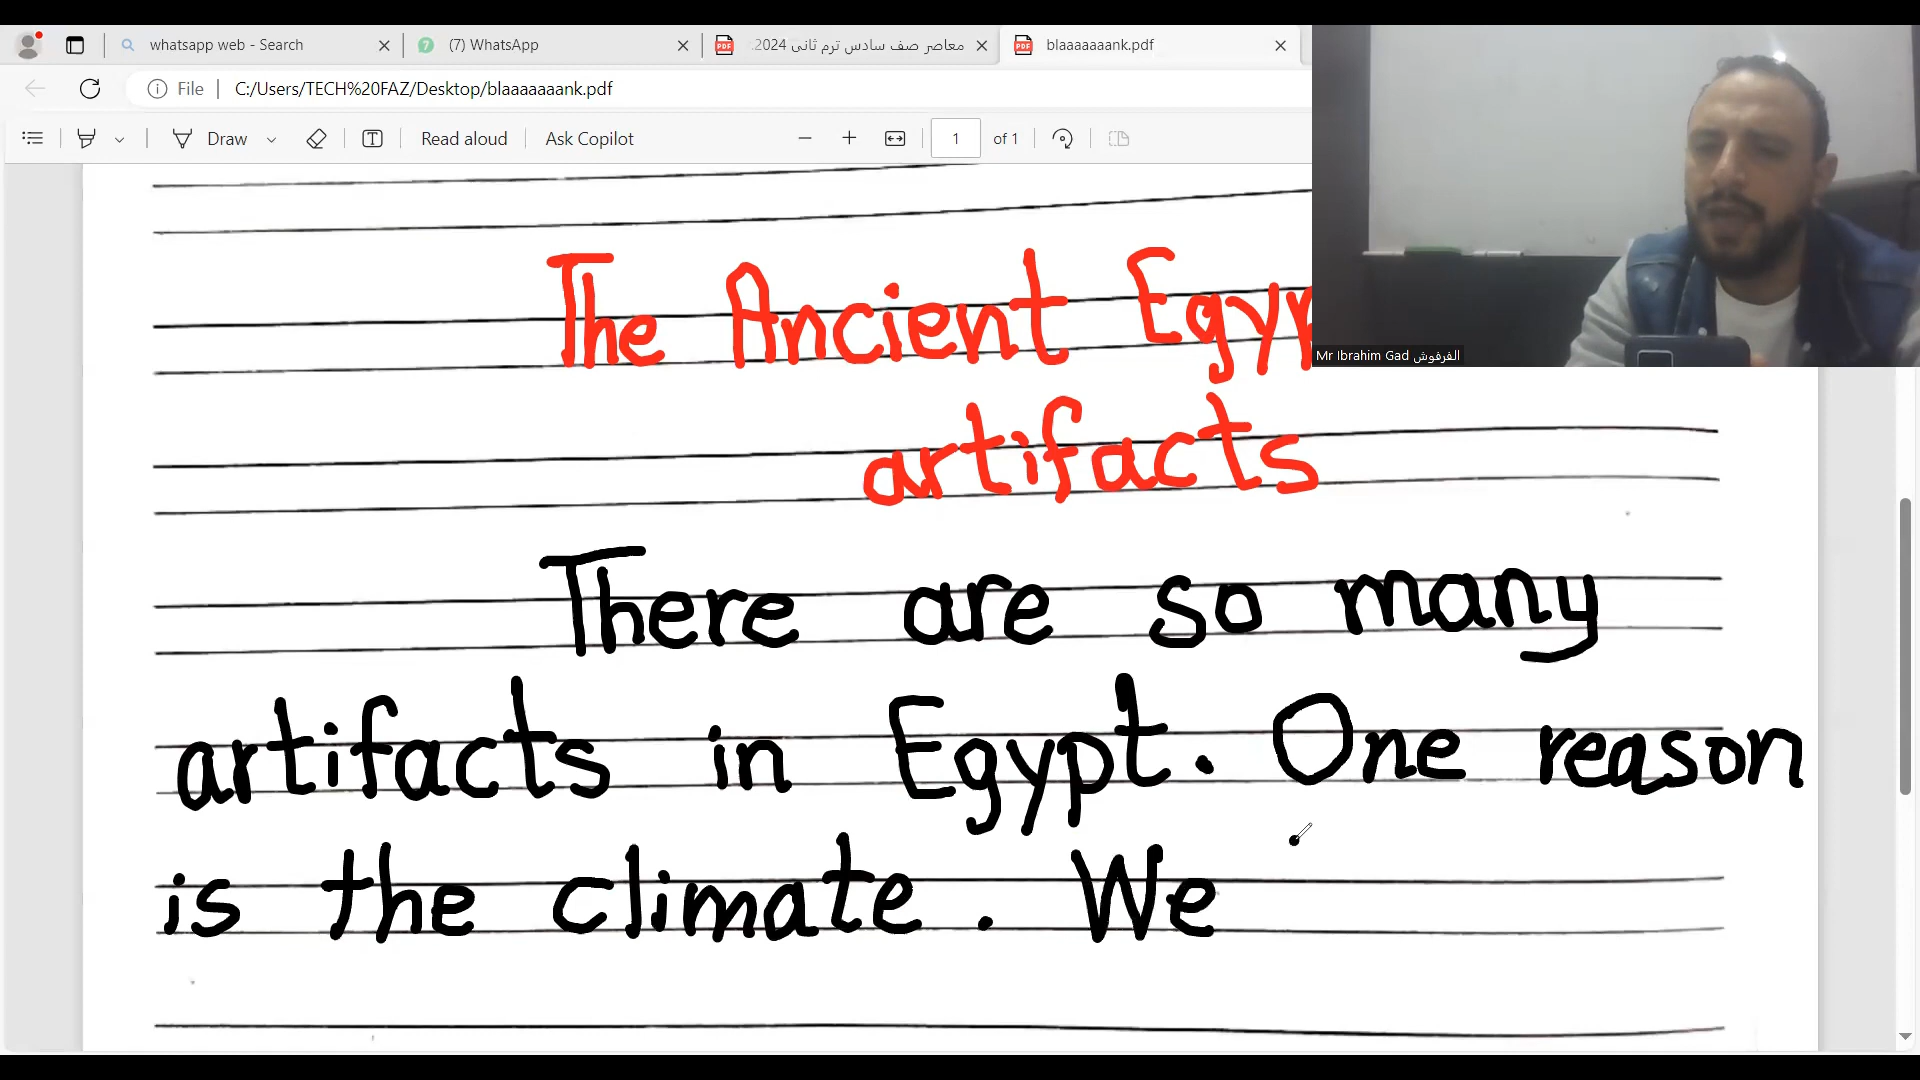 whatsapp web - Search
(7) WhatsApp
معاصر صف سادس ترم ثانى 2024
blaaaaaaank.pdf
File
C:/Users/TECH%20FAZ/Desktop/blaaaaaaank.pdf
Draw
Read aloud
Ask Copilot
1 of 1
The Ancient Egyp
artifacts
Mr Ibrahim Gad الفرفوش
There are so many
artifacts in Egypt. One reason
is the climate. We